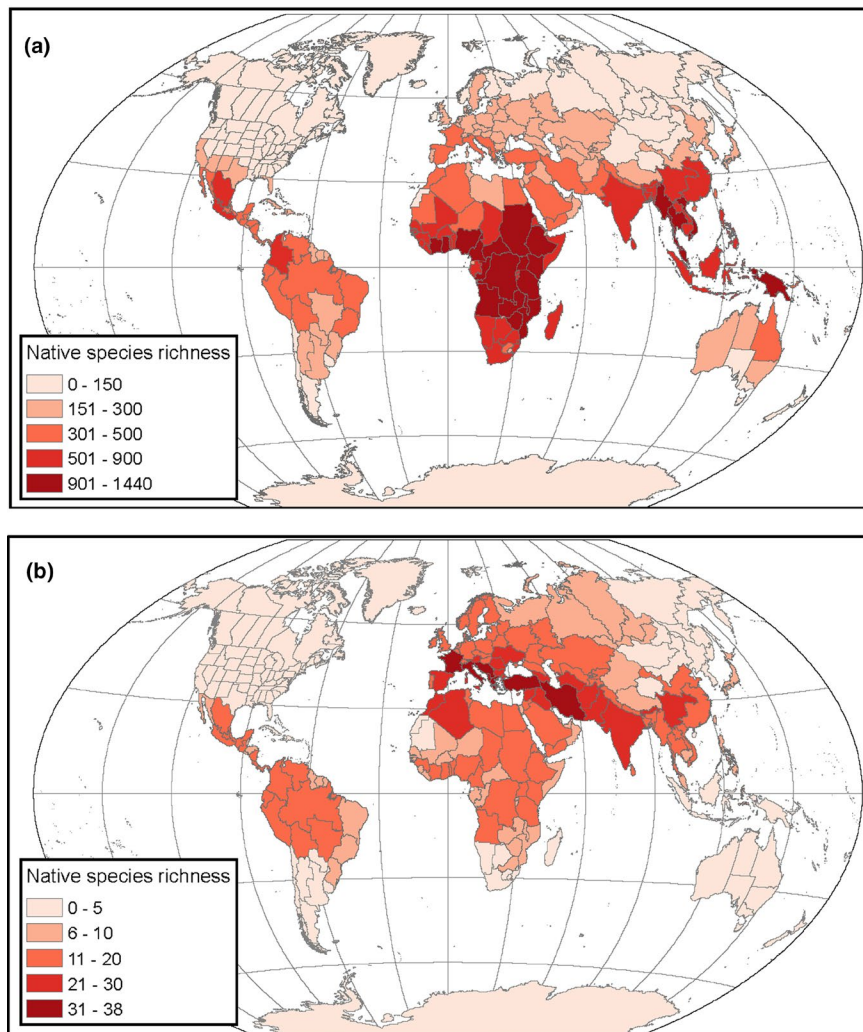 (a)
Native species richness
0 - 150
151 - 300
301 - 500
501 - 900
901 - 1440
(b)
Native species richness
0 - 5
6 - 10
11 - 20
21 - 30
31 - 38